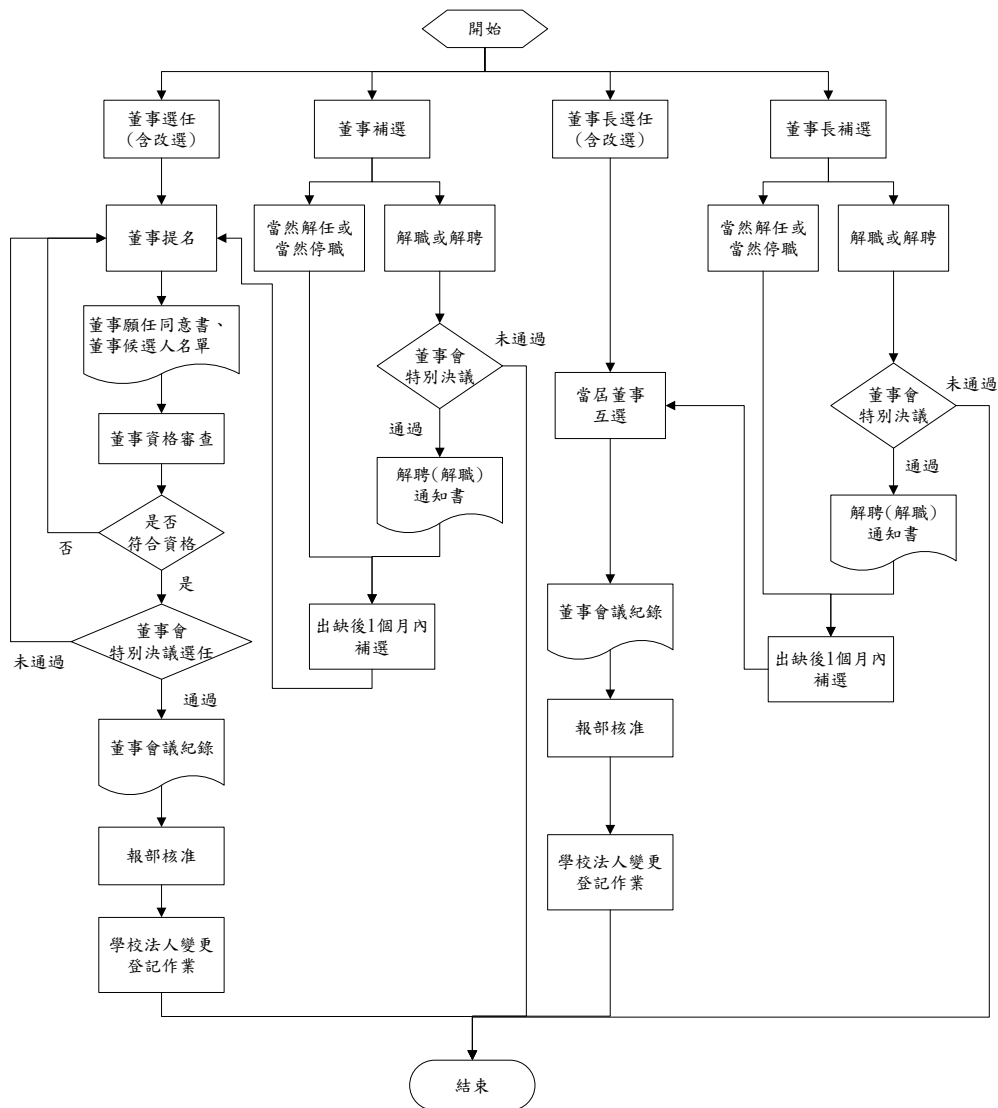 開始
董事選任
(含改選)
董事補選
董事長選任
(含改選)
董事長補選
董事提名
當然解任或
當然停職
解職或解聘
當然解任或
當然停職
解職或解聘
董事願任同意書、
董事候選人名單
董事會
特別決議
未通過
通過
當屆董事
互選
董事會
特別決議
未通過
通過
董事資格審查
解聘(解職)
通知書
解聘(解職)
通知書
是否
符合資格
否
是
董事會
特別決議選任
未通過
通過
出缺後1個月內
補選
董事會議紀錄
出缺後1個月內
補選
董事會議紀錄
報部核准
報部核准
學校法人變更
登記作業
學校法人變更
登記作業
結束